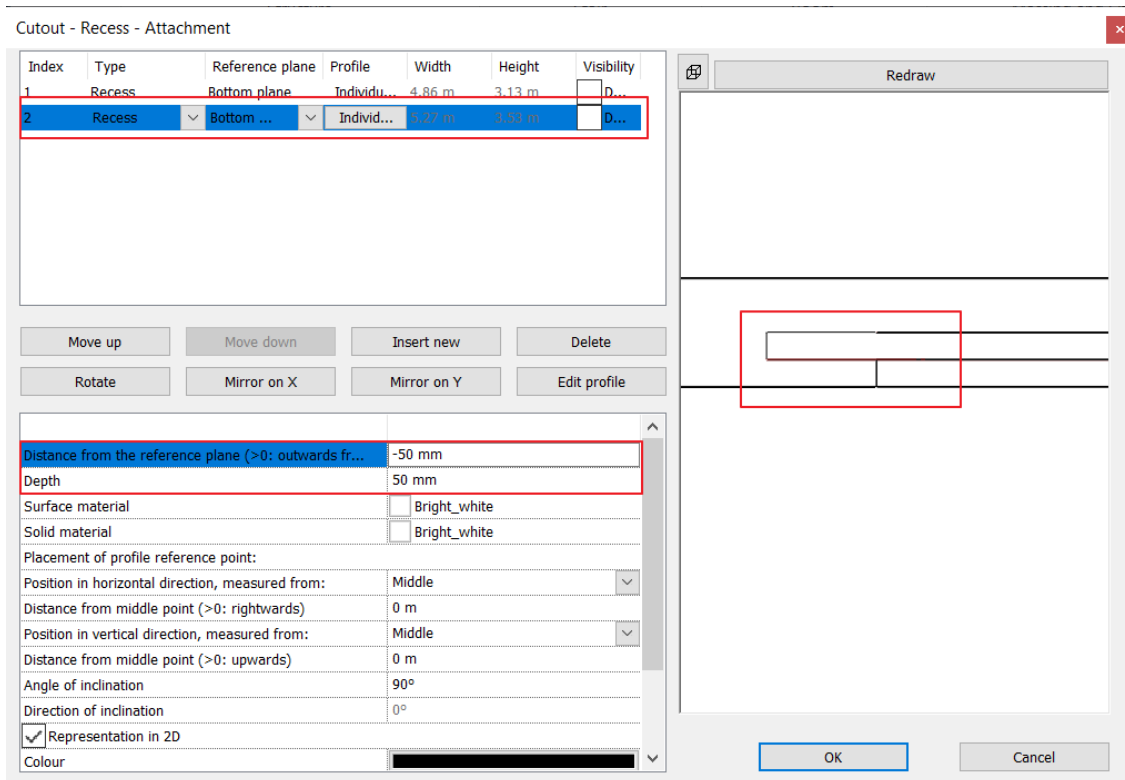 Cutout - Recess - Attachment
Index Type Reference plane Profile Width Height Visibility
1 Recess Bottom plane Individu... 4.86 m 3.13 m D...
2 Recess Bottom ... Individ... 5.27 m 3.53 m D...
Move up Move down Insert new Delete
Rotate Mirror on X Mirror on Y Edit profile
Distance from the reference plane (>0: outwards fr... -50 mm
Depth 50 mm
Surface material Bright_white
Solid material Bright_white
Placement of profile reference point:
Position in horizontal direction, measured from: Middle
Distance from middle point (>0: rightwards) 0 m
Position in vertical direction, measured from: Middle
Distance from middle point (>0: upwards) 0 m
Angle of inclination 90º
Direction of inclination 0º
Representation in 2D
Colour
Redraw
OK Cancel